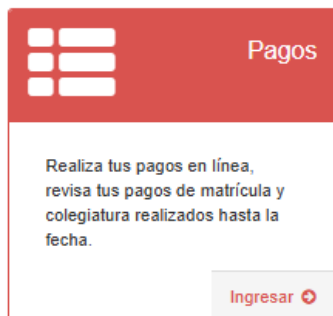 Pagos
Realiza tus pagos en línea,
revisa tus pagos de matrícula y
colegiatura realizados hasta la
fecha.
Ingresar